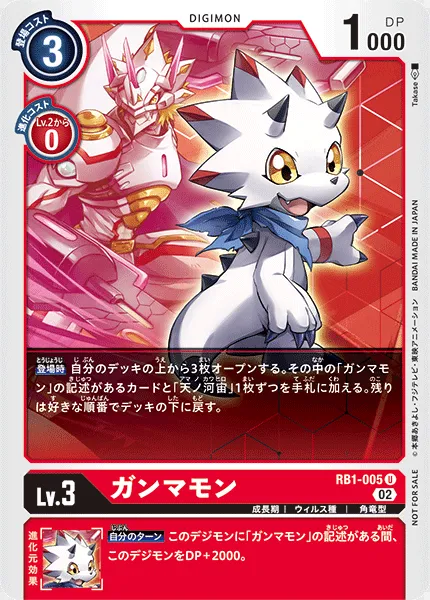 DIGIMON
登場コスト
3
DP
1000
進化コスト
Lv.2から
0
Takase
登場時 自分のデッキの上から3枚オープンする。その中の「ガンマモ
ン」の記述があるカードと「天ノ河宙」1枚ずつを手札に加える。残り
は好きな順番でデッキの下に戻す。
©本郷あきよし・フジテレビ・東映アニメーション BANDAI MADE IN JAPAN
NOT FOR SALE
RB1-005 U
02
Lv.3
ガンマモン
成長期 | ウィルス種 | 角竜型
進化元効果
自分のターン このデジモンに「ガンマモン」の記述がある間、
このデジモンをDP+2000。